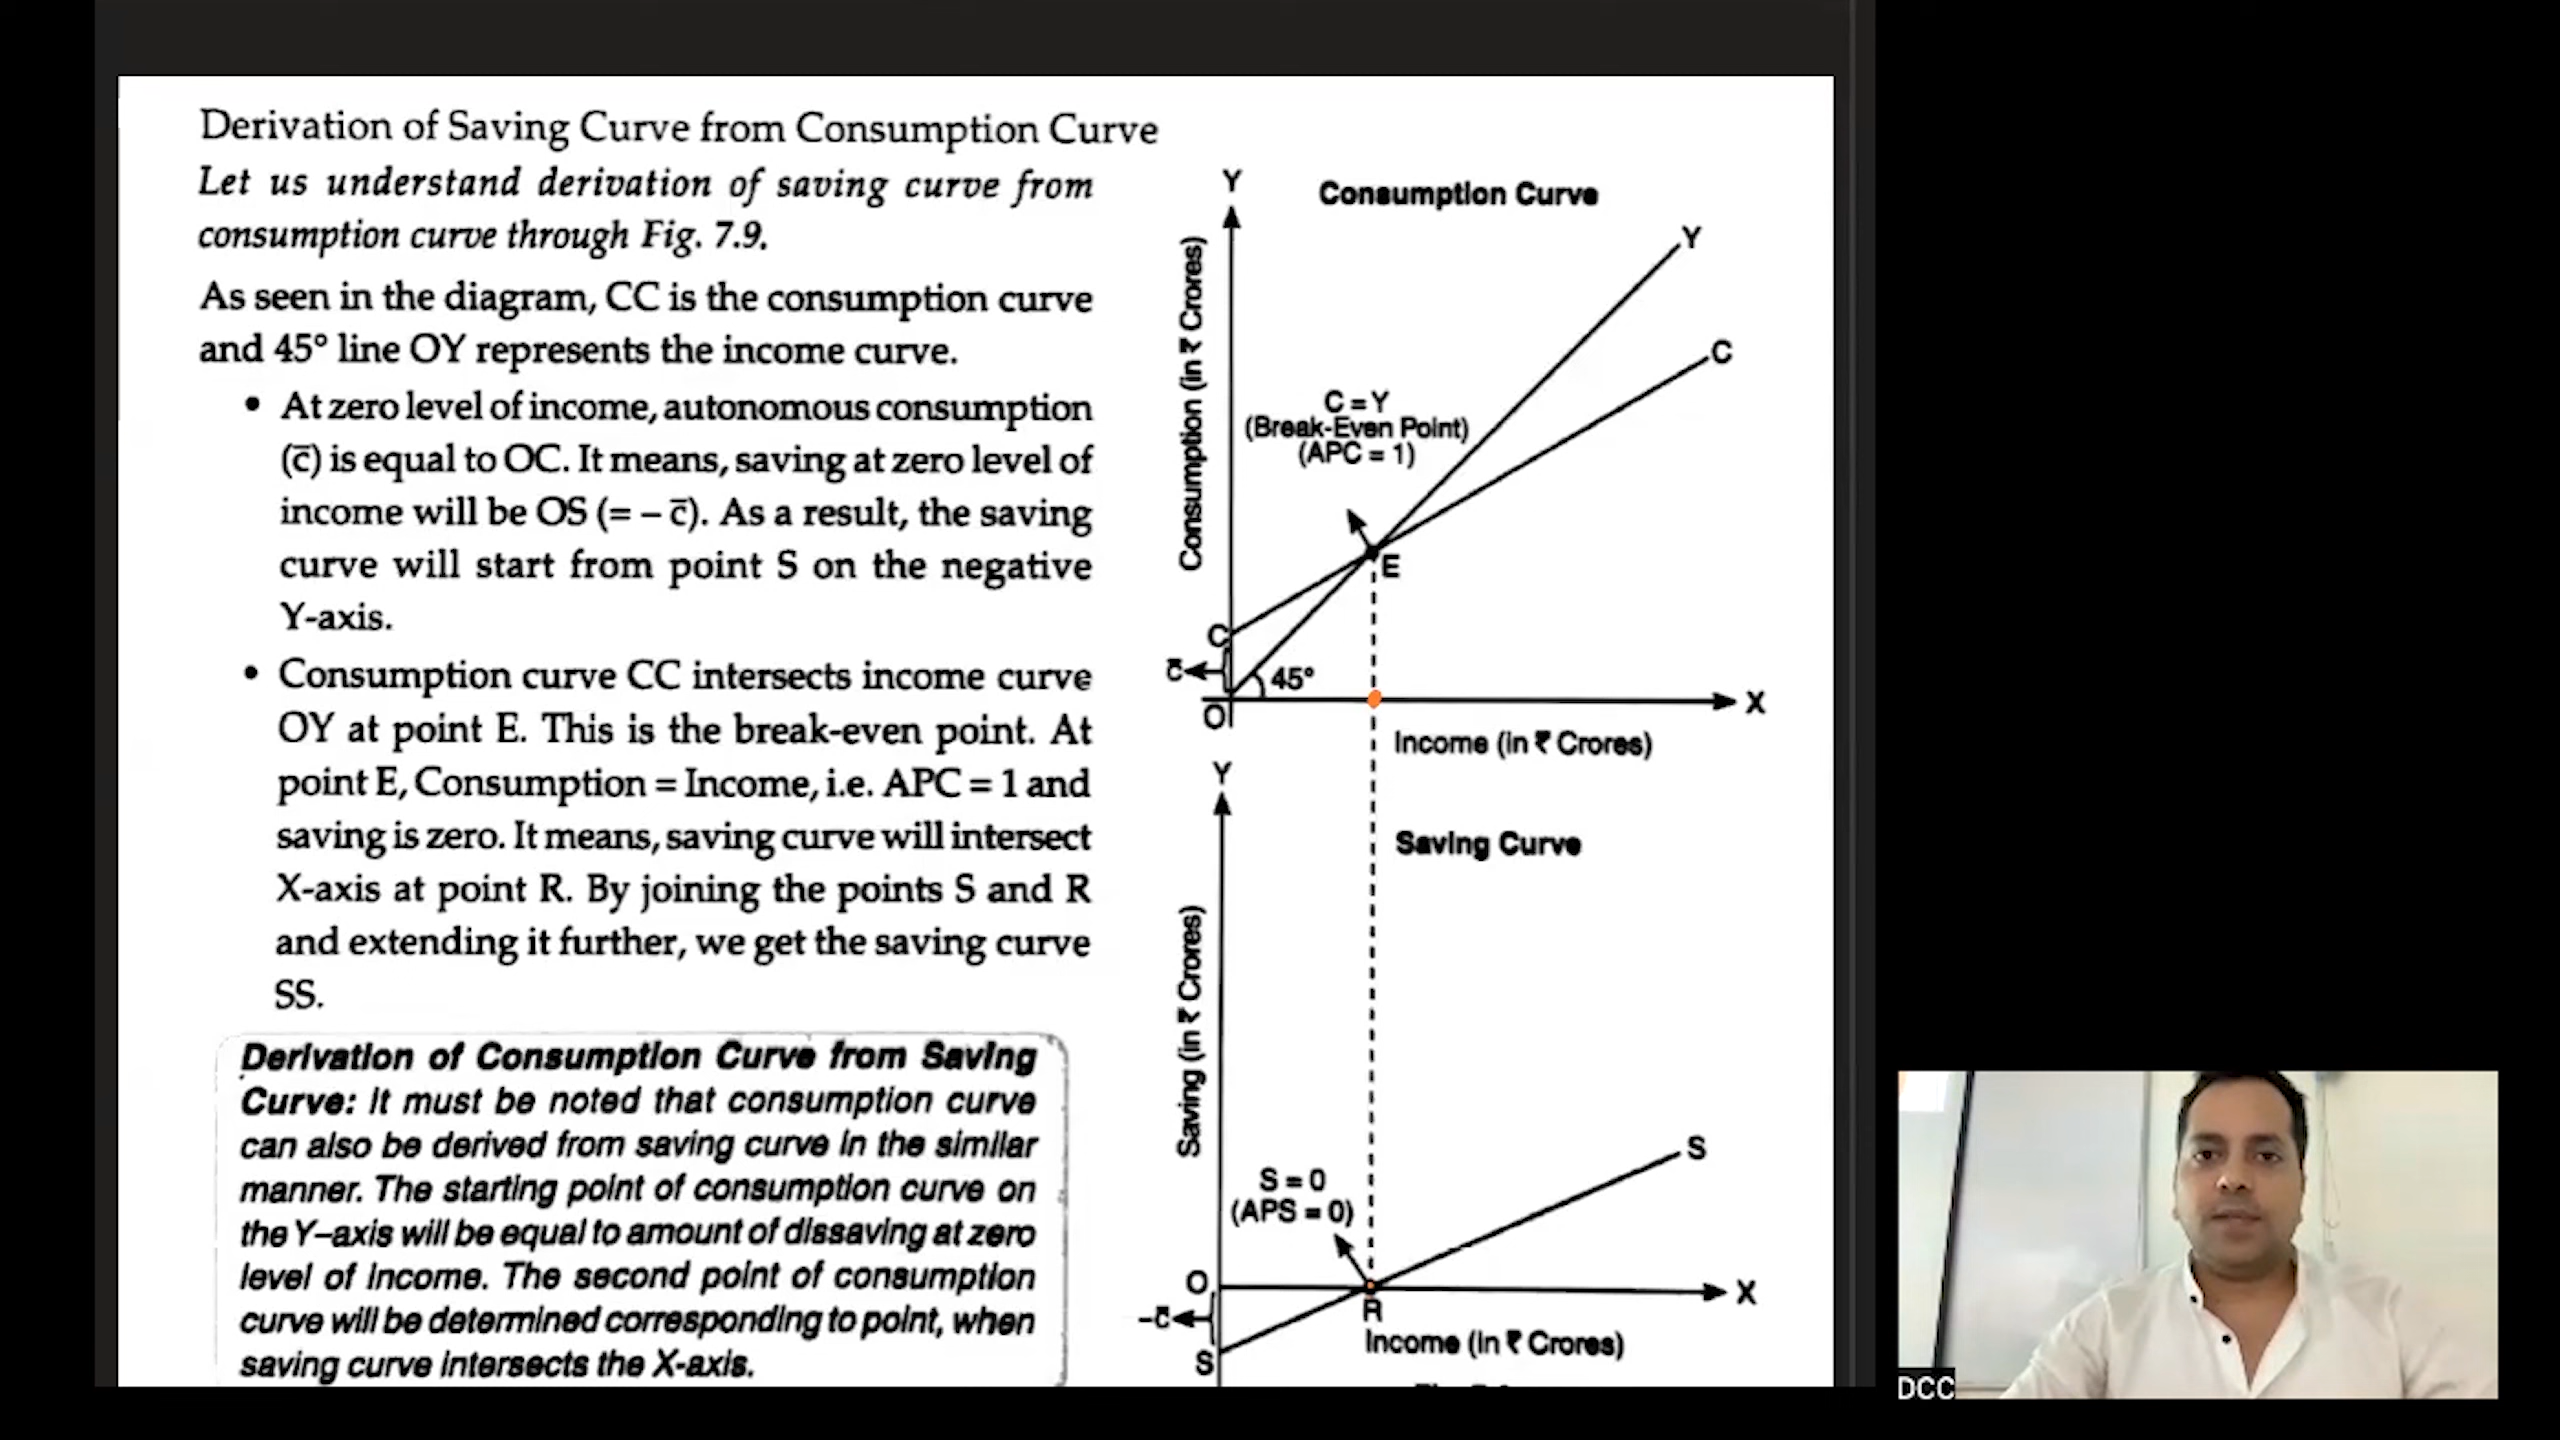 Derivation of Saving Curve from Consumption Curve
Let us understand derivation of saving curve from
consumption curve through Fig. 7.9.
As seen in the diagram, CC is the consumption curve
and 45° line OY represents the income curve.
• At zero level of income, autonomous consumption
(c̅) is equal to OC. It means, saving at zero level of
income will be OS (= – c̅). As a result, the saving
curve will start from point S on the negative
Y-axis.
• Consumption curve CC intersects income curve
OY at point E. This is the break-even point. At
point E, Consumption = Income, i.e. APC = 1 and
saving is zero. It means, saving curve will intersect
X-axis at point R. By joining the points S and R
and extending it further, we get the saving curve
SS.
Derivation of Consumption Curve from Saving
Curve: It must be noted that consumption curve
can also be derived from saving curve in the similar
manner. The starting point of consumption curve on
the Y–axis will be equal to amount of dissaving at zero
level of income. The second point of consumption
curve will be determined corresponding to point, when
saving curve intersects the X-axis.
Y
Consumption Curve
Consumption (in ₹ Crores)
Y
C
C = Y
(Break-Even Point)
(APC = 1)
E
C
c̅
45°
O
X
Income (in ₹ Crores)
Y
Saving Curve
Saving (in ₹ Crores)
S
S = 0
(APS = 0)
O
X
R
–c̅
Income (in ₹ Crores)
S
DCC